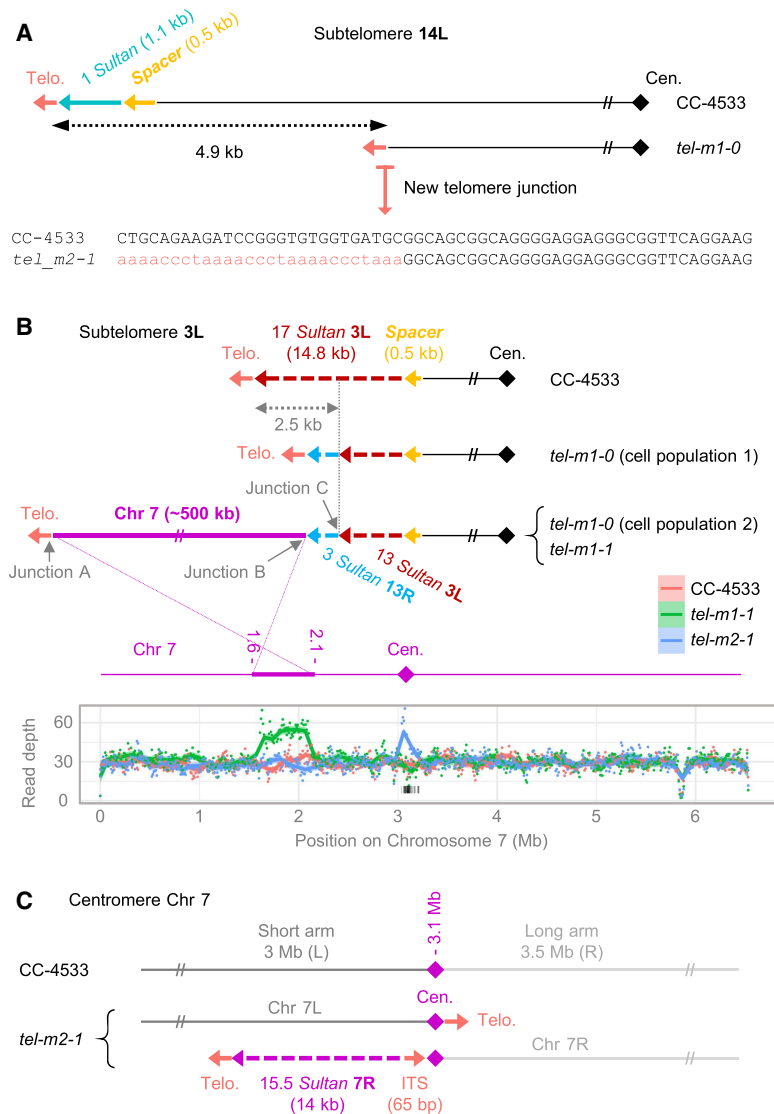 A
Subtelomere 14L
1 Sultan (1.1 kb)
Spacer (0.5 kb)
Telo.
Cen.
CC-4533
4.9 kb
tel-m1-0
New telomere junction
CC-4533 CTGCAGAAGATCCGGGTGTGGTGATGCGGCAGCGGCAGGGGAGGAGGGCGGTTCAGGAAG
tel_m2-1 aaaaccctaaaaccctaaaaccctaaaGGCAGCGGCAGGGGAGGAGGGCGGTTCAGGAAG
B
Subtelomere 3L
17 Sultan 3L
(14.8 kb)
Spacer
(0.5 kb)
Telo.
Cen.
CC-4533
2.5 kb
Telo.
tel-m1-0 (cell population 1)
Junction C
Telo.
Chr 7 (~500 kb)
tel-m1-0 (cell population 2)
tel-m1-1
Junction A
Junction B
3 Sultan 13R
13 Sultan 3L
CC-4533
tel-m1-1
tel-m2-1
Chr 7
1.6 -
2.1 -
Cen.
Read depth
60
30
0
0 1 2 3 4 5 6
Position on Chromosome 7 (Mb)
C
Centromere Chr 7
- 3.1 Mb
Short arm
3 Mb (L)
Long arm
3.5 Mb (R)
CC-4533
Cen.
Chr 7L
Telo.
tel-m2-1
Chr 7R
Telo.
15.5 Sultan 7R
(14 kb)
ITS
(65 bp)